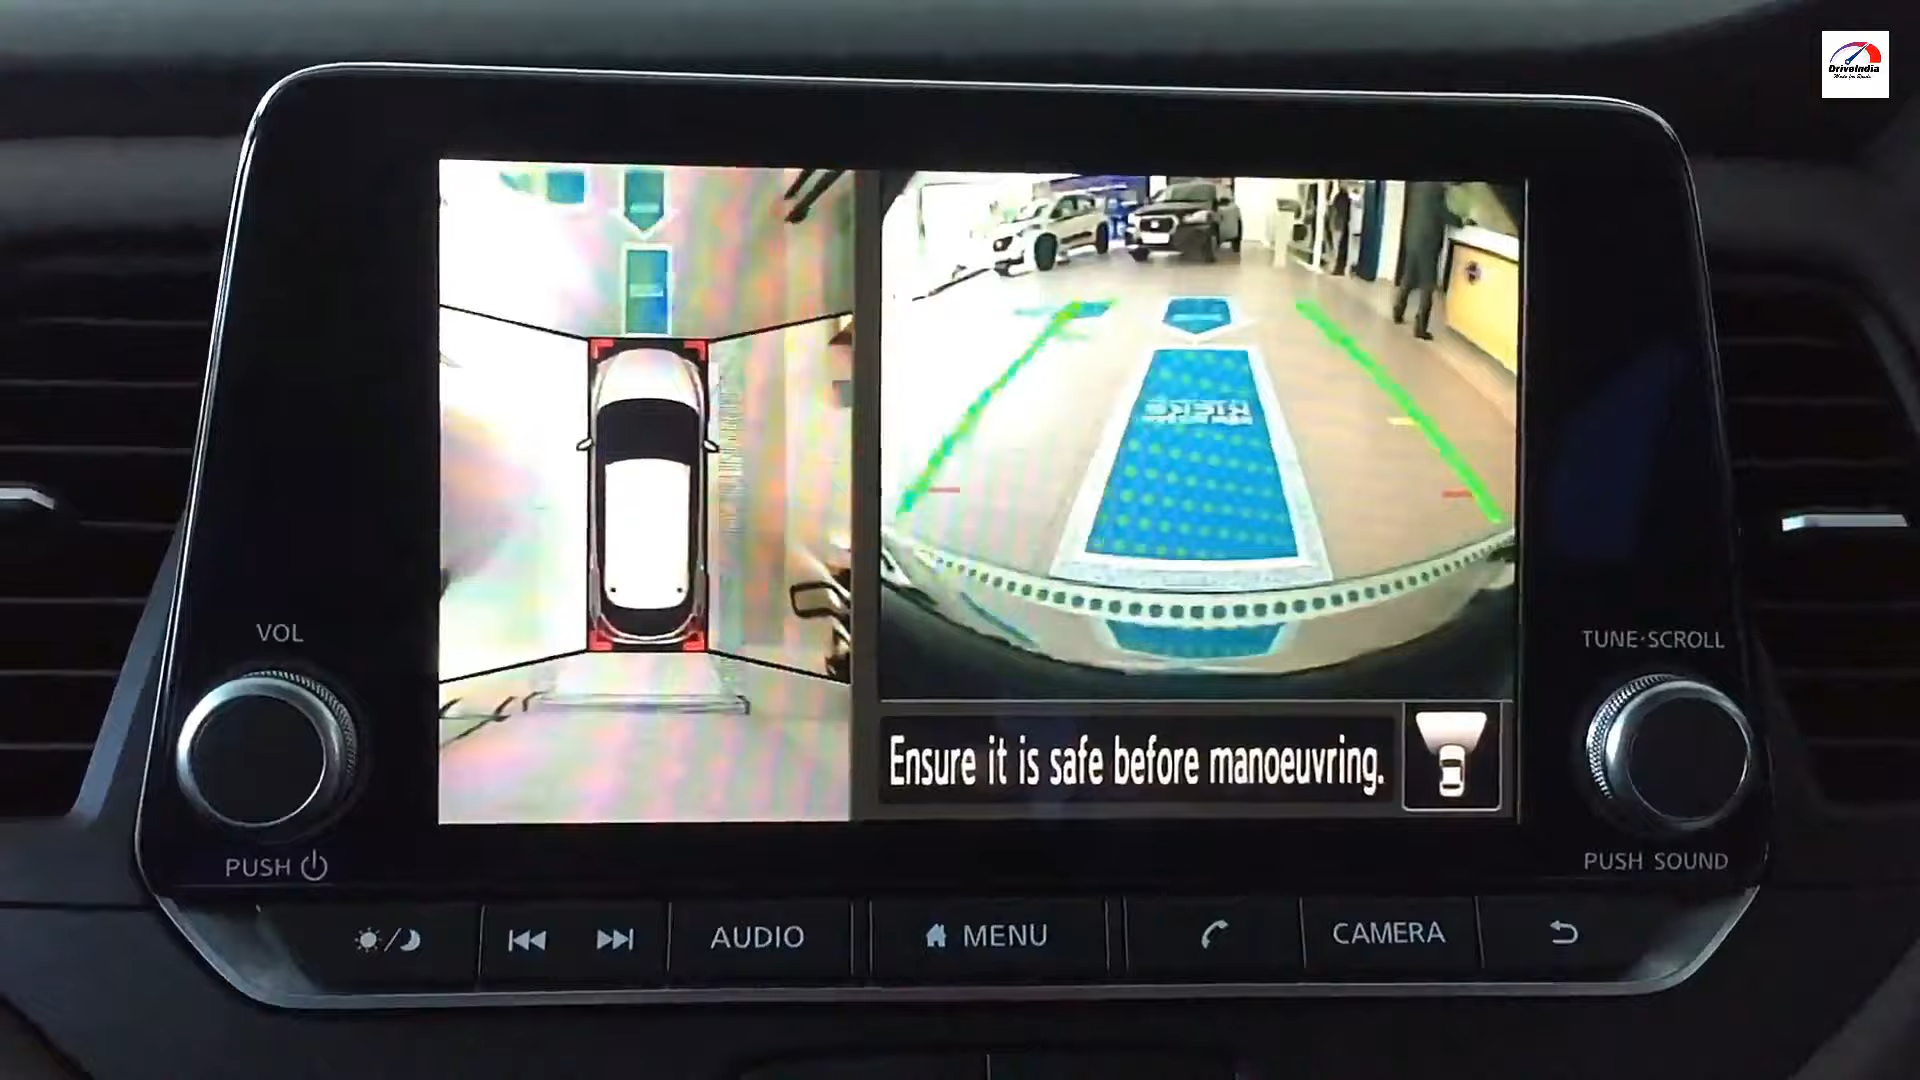 DriveIndia
VOL
TUNE·SCROLL
Ensure it is safe before manoeuvring.
PUSH
PUSH SOUND
AUDIO
MENU
CAMERA